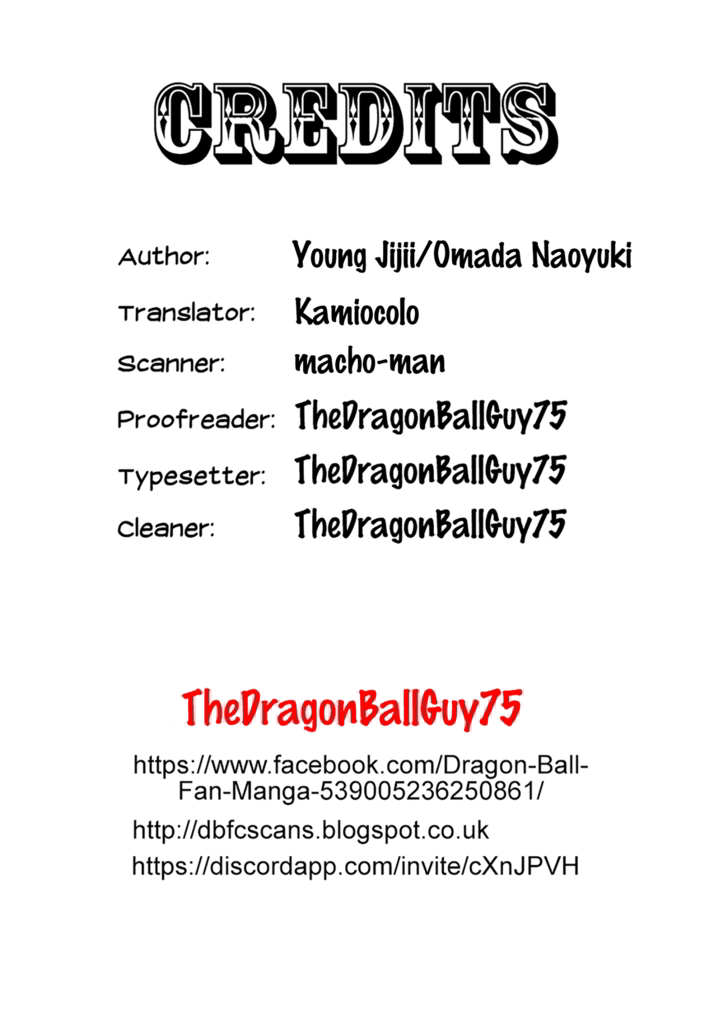 CREDITS
Author: Young Jijii/Omada Naoyuki
Translator: Kamiocolo
Scanner: macho-man
Proofreader: TheDragonBallGuy75
Typesetter: TheDragonBallGuy75
Cleaner: TheDragonBallGuy75
TheDragonBallGuy75
https://www.facebook.com/Dragon-Ball-
Fan-Manga-539005236250861/
http://dbfcscans.blogspot.co.uk
https://discordapp.com/invite/cXnJPVH